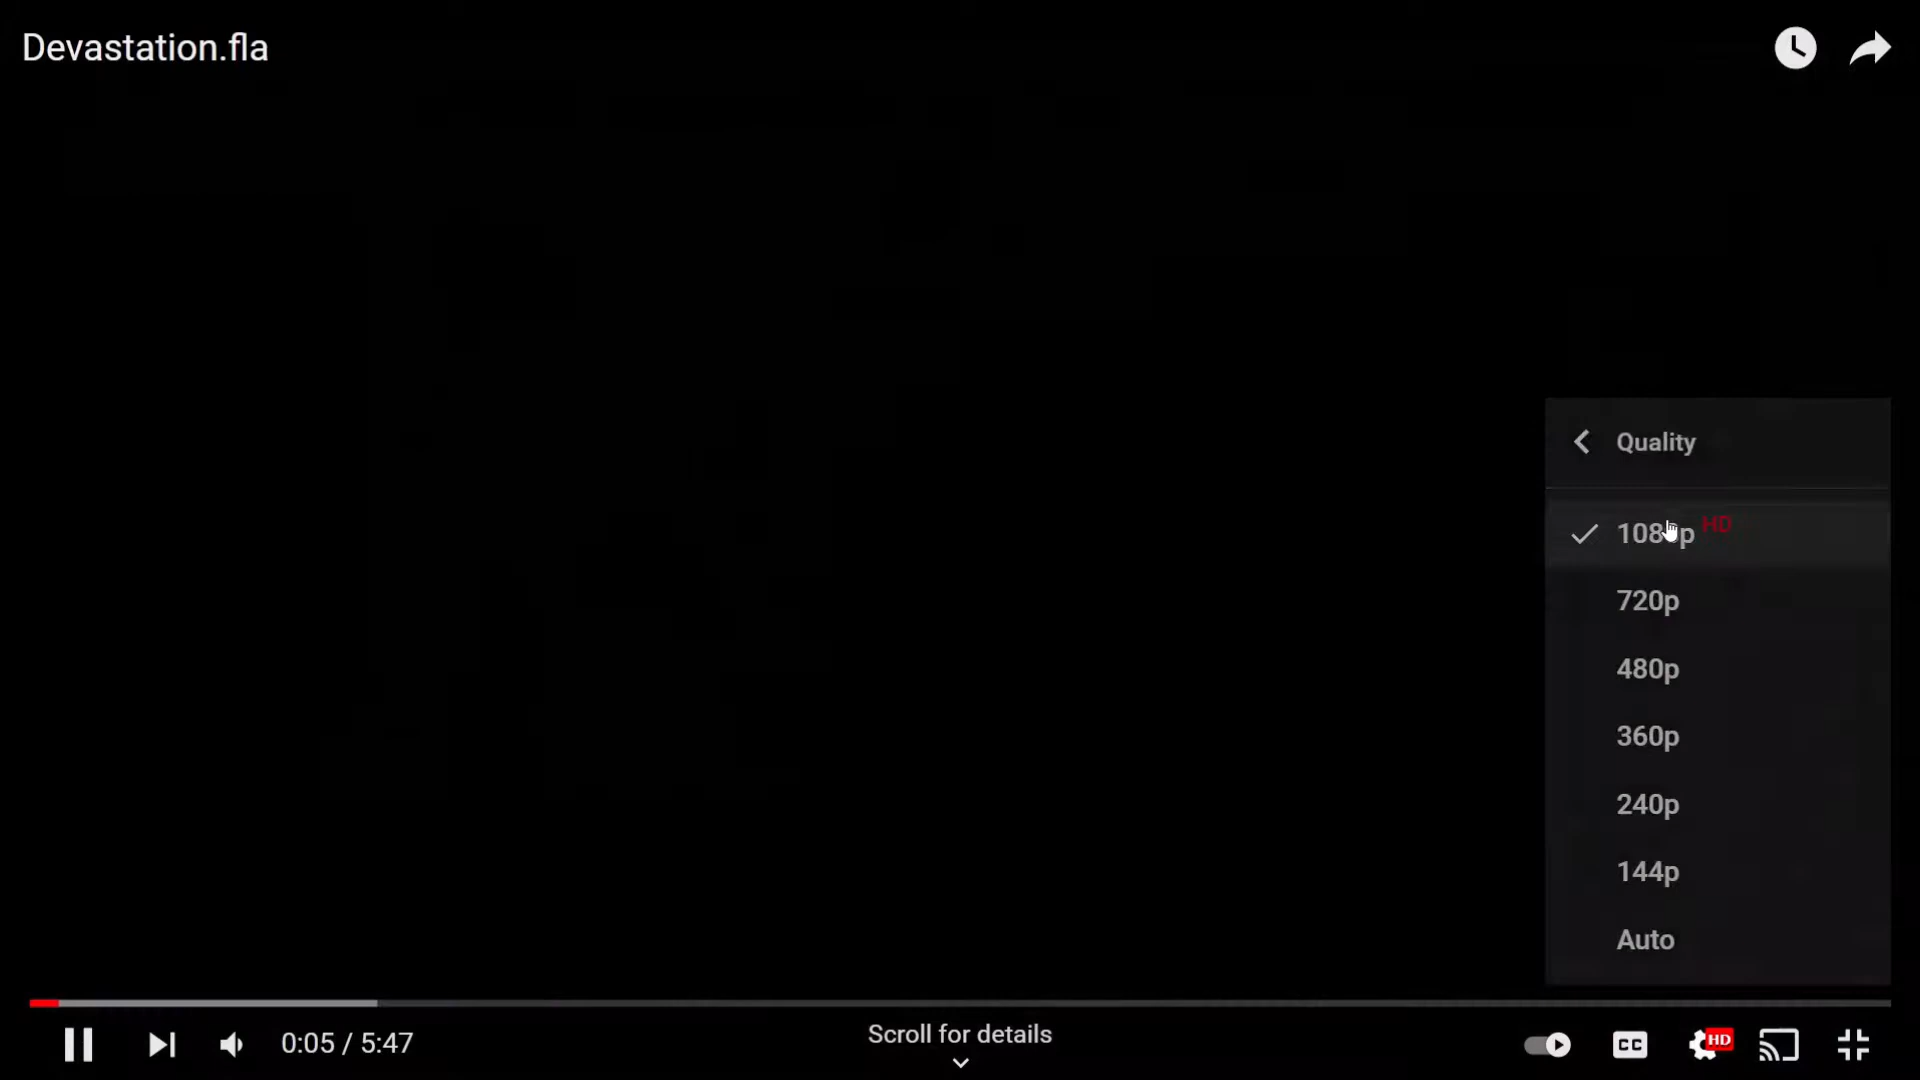 Devastation.fla
Quality
1080p HD
720p
480p
360p
240p
144p
Auto
0:05 / 5:47
Scroll for details
CC
HD